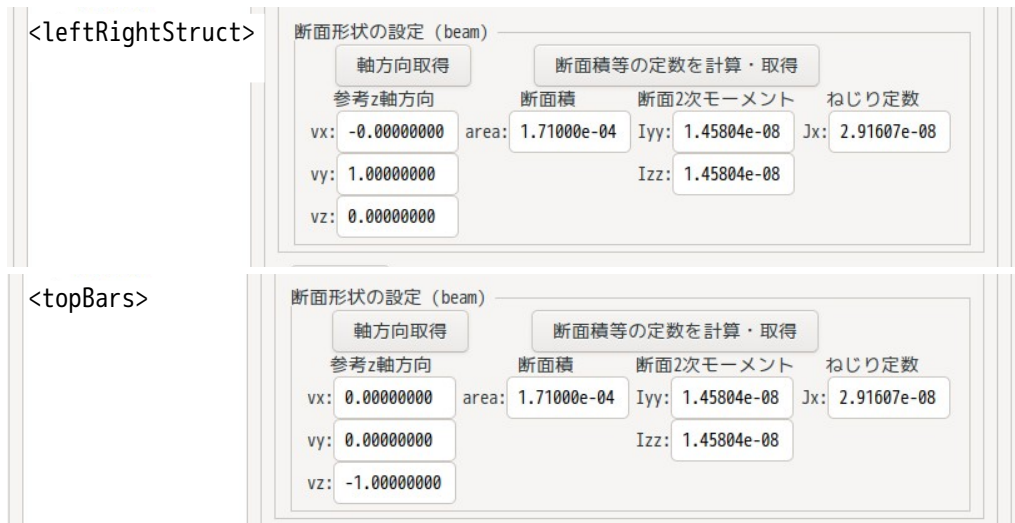 <leftRightStruct>
断面形状の設定 (beam)
軸方向取得 断面積等の定数を計算・取得
参考z軸方向 断面積 断面2次モーメント ねじり定数
vx: -0.00000000 area: 1.71000e-04 Iyy: 1.45804e-08 Jx: 2.91607e-08
vy: 1.00000000 Izz: 1.45804e-08
vz: 0.00000000
<topBars>
断面形状の設定 (beam)
軸方向取得 断面積等の定数を計算・取得
参考z軸方向 断面積 断面2次モーメント ねじり定数
vx: 0.00000000 area: 1.71000e-04 Iyy: 1.45804e-08 Jx: 2.91607e-08
vy: 0.00000000 Izz: 1.45804e-08
vz: -1.00000000